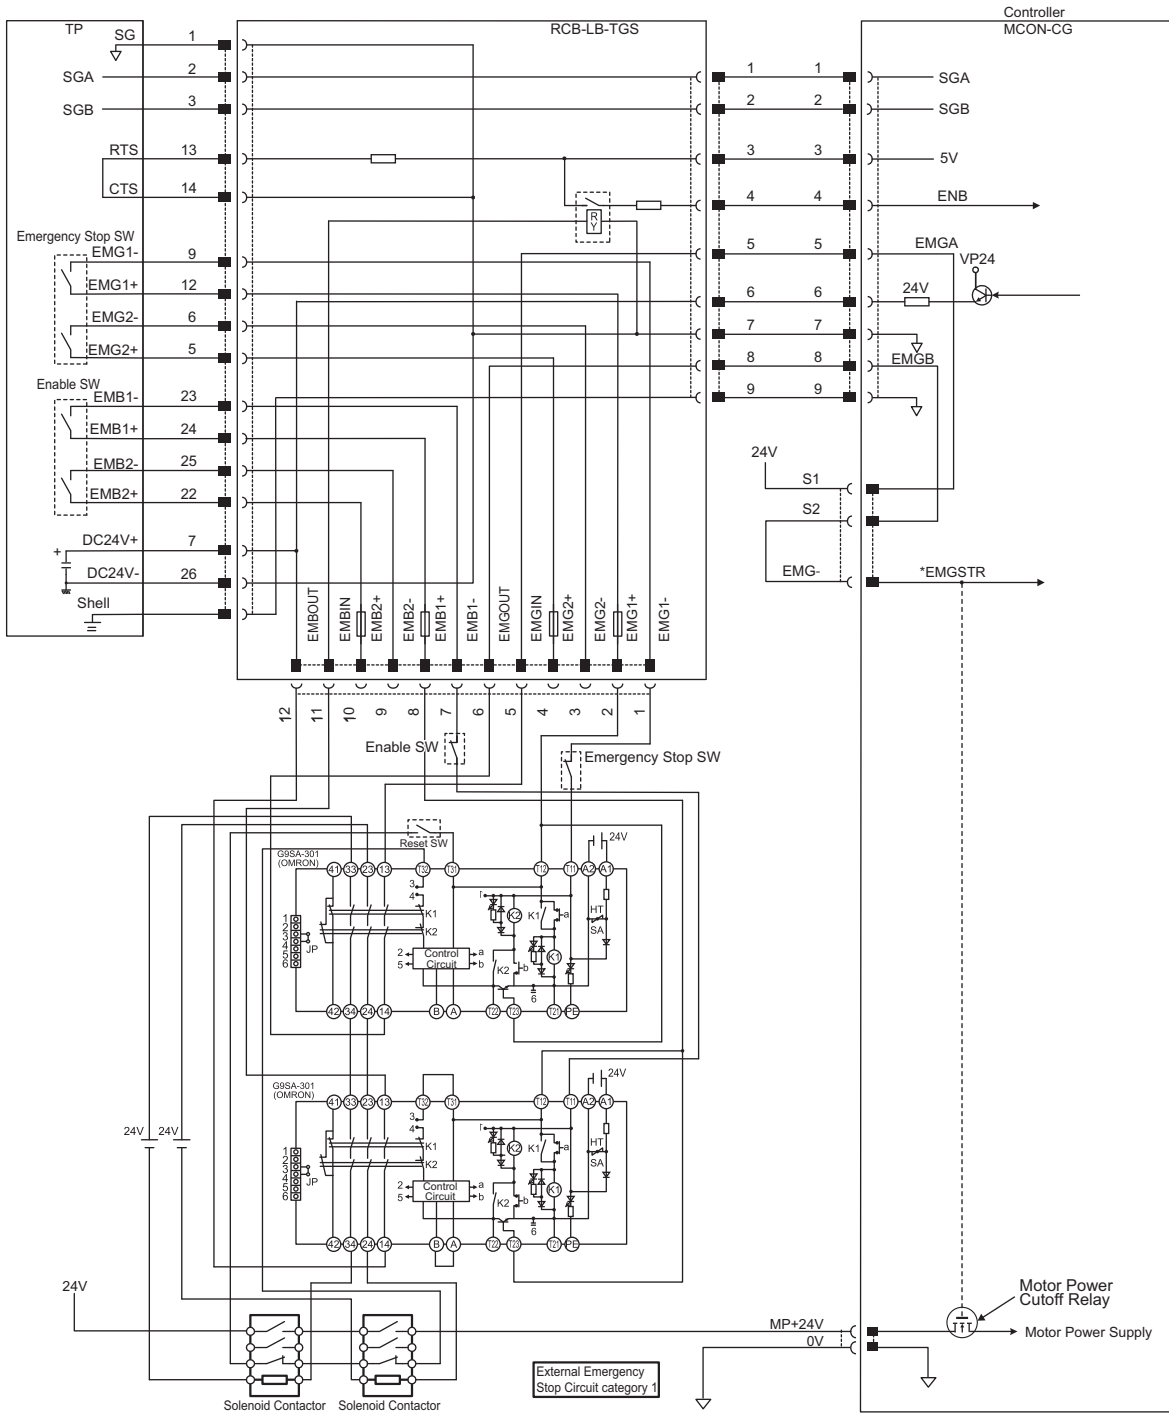 Controller
TP
RCB-LB-TGS
MCON-CG
SG 1
SGA 2 1 1 SGA
SGB 3 2 2 SGB
RTS 13 3 3 5V
CTS 14 4 4 ENB
RY
Emergency Stop SW
EMG1- 9 5 5 EMGA
VP24
EMG1+ 12 6 6 24V
EMG2- 6 7 7
EMG2+ 5 8 8 EMGB
Enable SW
EMB1- 23 9 9
EMB1+ 24
24V
EMB2- 25
S1
EMB2+ 22
S2
DC24V+ 7
+
DC24V- 26
EMG-
*EMGSTR
Shell
EMBOUT EMBIN EMB2+ EMB2- EMB1+ EMB1- EMGOUT EMGIN EMG2+ EMG2- EMG1+ EMG1-
12 11 10 9 8 7 6 5 4 3 2 1
Enable SW
Emergency Stop SW
Reset SW
24V
G9SA-301
(OMRON)
41 33 23 13 T32 T31 T12 T11 A2 A1
3
4
1
2
3
4
5
6
JP
K1
K2
K2 K1 a
HT
SA
2 Control a
5 Circuit b
K2 b K1
6
42 34 24 14 B A T22 T23 T21 PE
24V
G9SA-301
(OMRON)
41 33 23 13 T32 T31 T12 T11 A2 A1
24V 24V
3
4
1
2
3
4
5
6
JP
K1
K2
K2 K1 a
HT
SA
2 Control a
5 Circuit b
K2 b K1
6
42 34 24 14 B A T22 T23 T21 PE
24V
Motor Power
Cutoff Relay
MP+24V
Motor Power Supply
0V
External Emergency
Stop Circuit category 1
Solenoid Contactor Solenoid Contactor